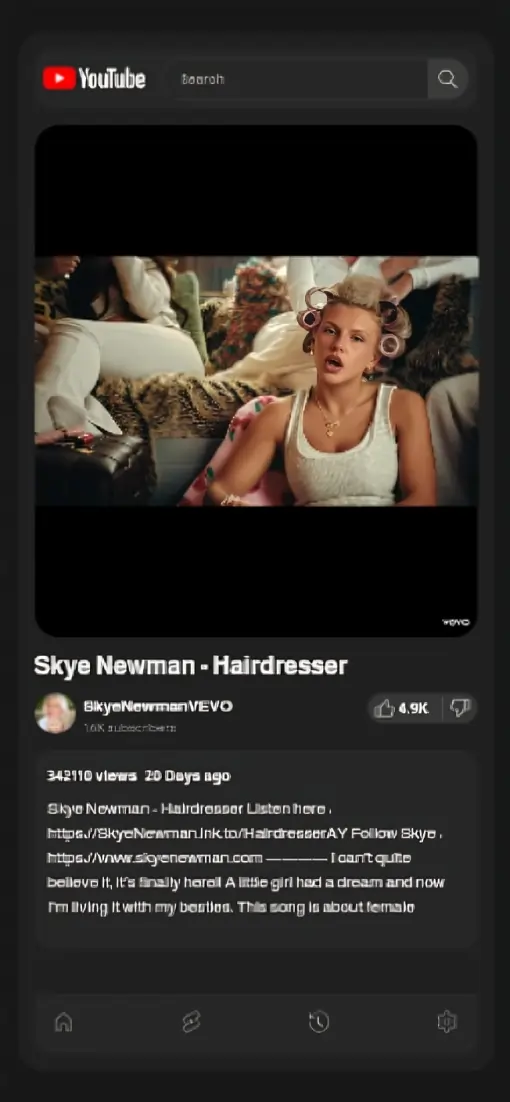 YouTube
Search
vevo
Skye Newman - Hairdresser
SkyeNewmanVEVO
16K subscribers
4.9K
342110 views 20 Days ago
Skye Newman - Hairdresser Listen here .
https://SkyeNewman.lnk.to/HairdresserAY Follow Skye .
https://www.skyenewman.com ————— I can't quite
believe it, it's finally here!! A little girl had a dream and now
I'm living it with my besties. This song is about female